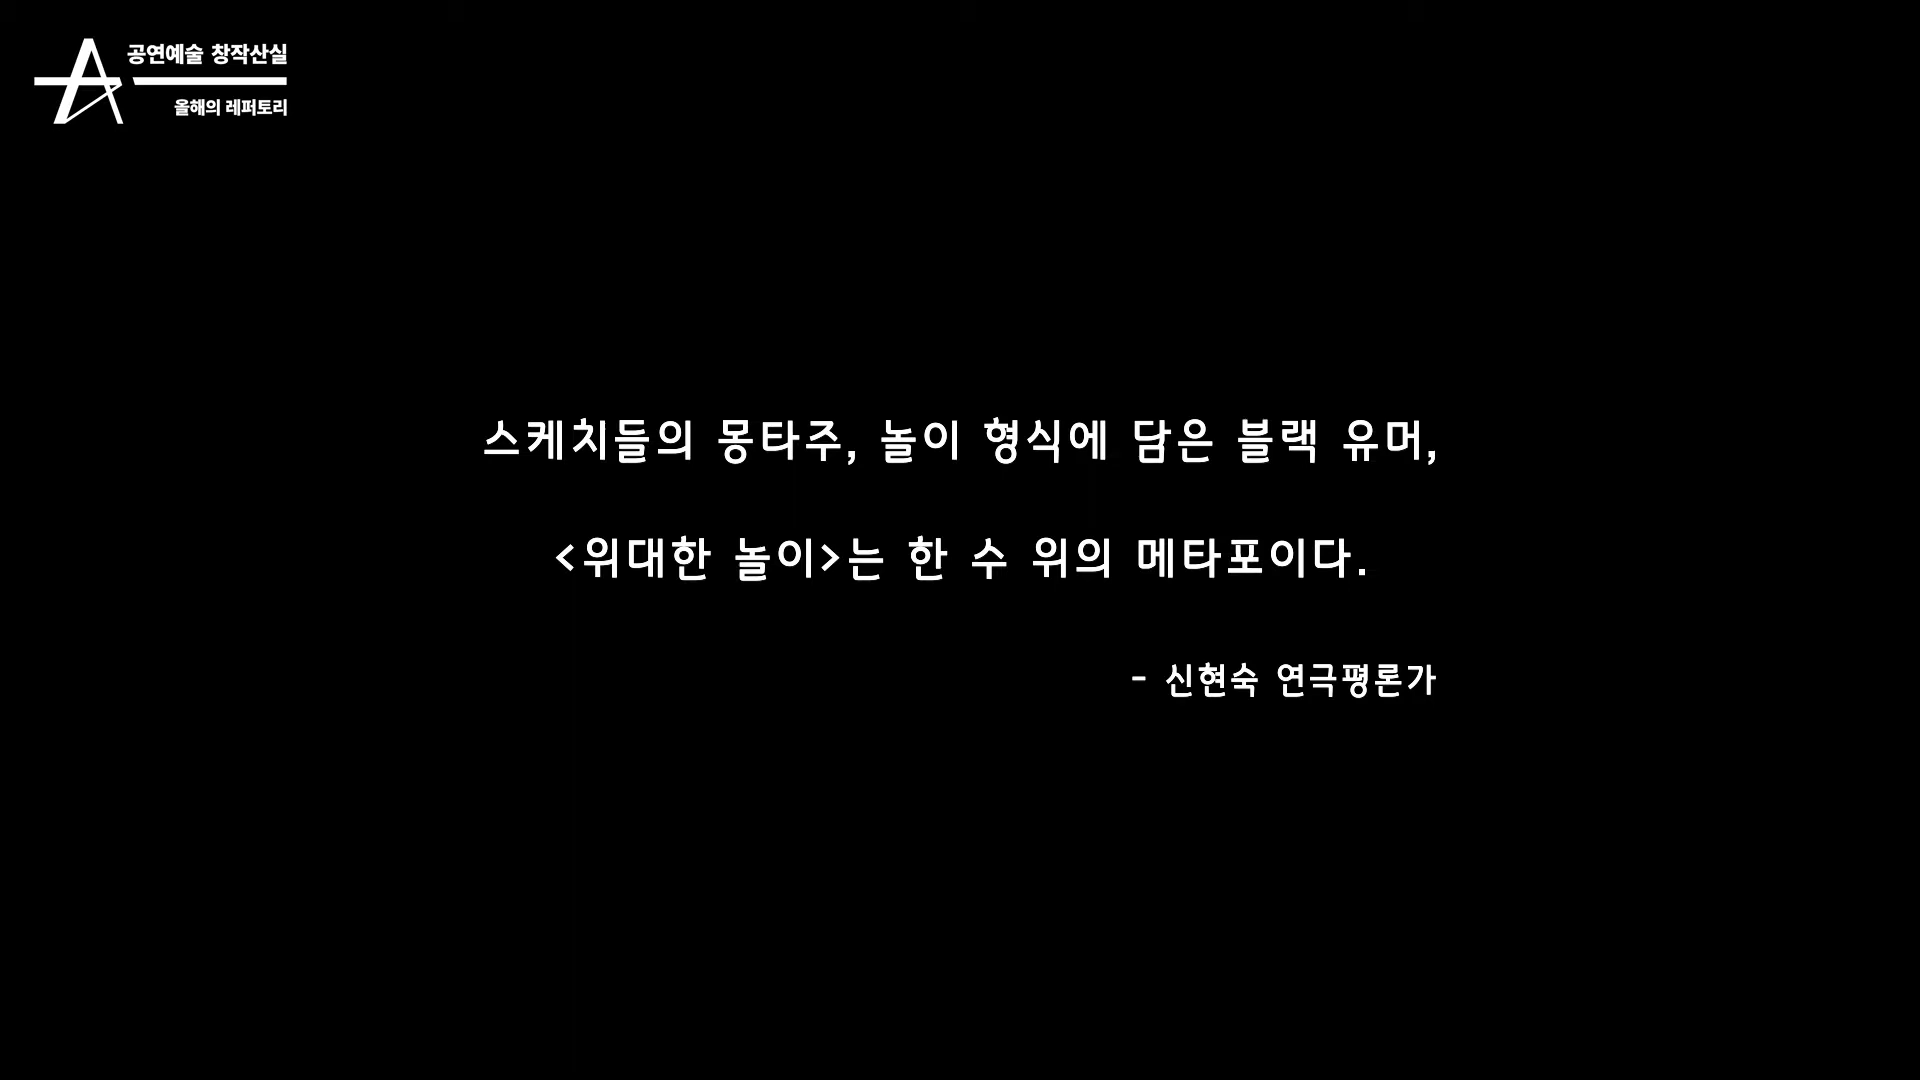 공연예술 창작산실
올해의 레퍼토리
스케치들의 몽타주, 놀이 형식에 담은 블랙 유머,
<위대한 놀이>는 한 수 위의 메타포이다.
- 신현숙 연극평론가